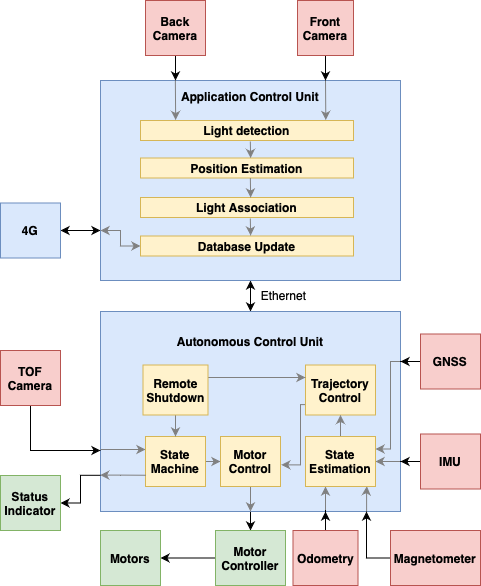 Back
Camera
Front
Camera
Application Control Unit
Light detection
Position Estimation
Light Association
Database Update
4G
Ethernet
Autonomous Control Unit
TOF
Camera
Remote
Shutdown
Trajectory
Control
GNSS
State
Machine
Motor
Control
State
Estimation
IMU
Status
Indicator
Motors
Motor
Controller
Odometry
Magnetometer